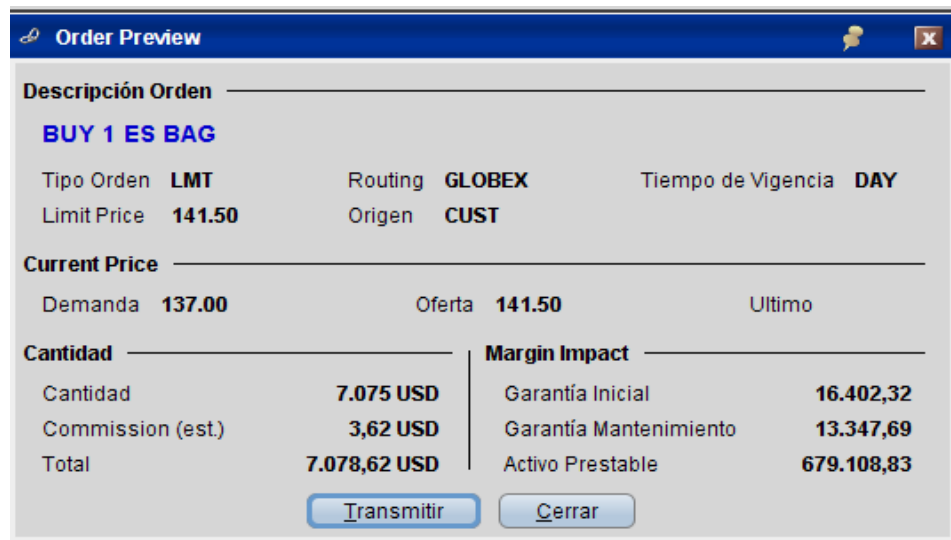 Order Preview
Descripción Orden
BUY 1 ES BAG
Tipo Orden LMT Routing GLOBEX Tiempo de Vigencia DAY
Limit Price 141.50 Origen CUST
Current Price
Demanda 137.00 Oferta 141.50 Ultimo
Cantidad Margin Impact
Cantidad 7.075 USD Garantía Inicial 16.402,32
Commission (est.) 3,62 USD Garantía Mantenimiento 13.347,69
Total 7.078,62 USD Activo Prestable 679.108,83
Transmitir Cerrar